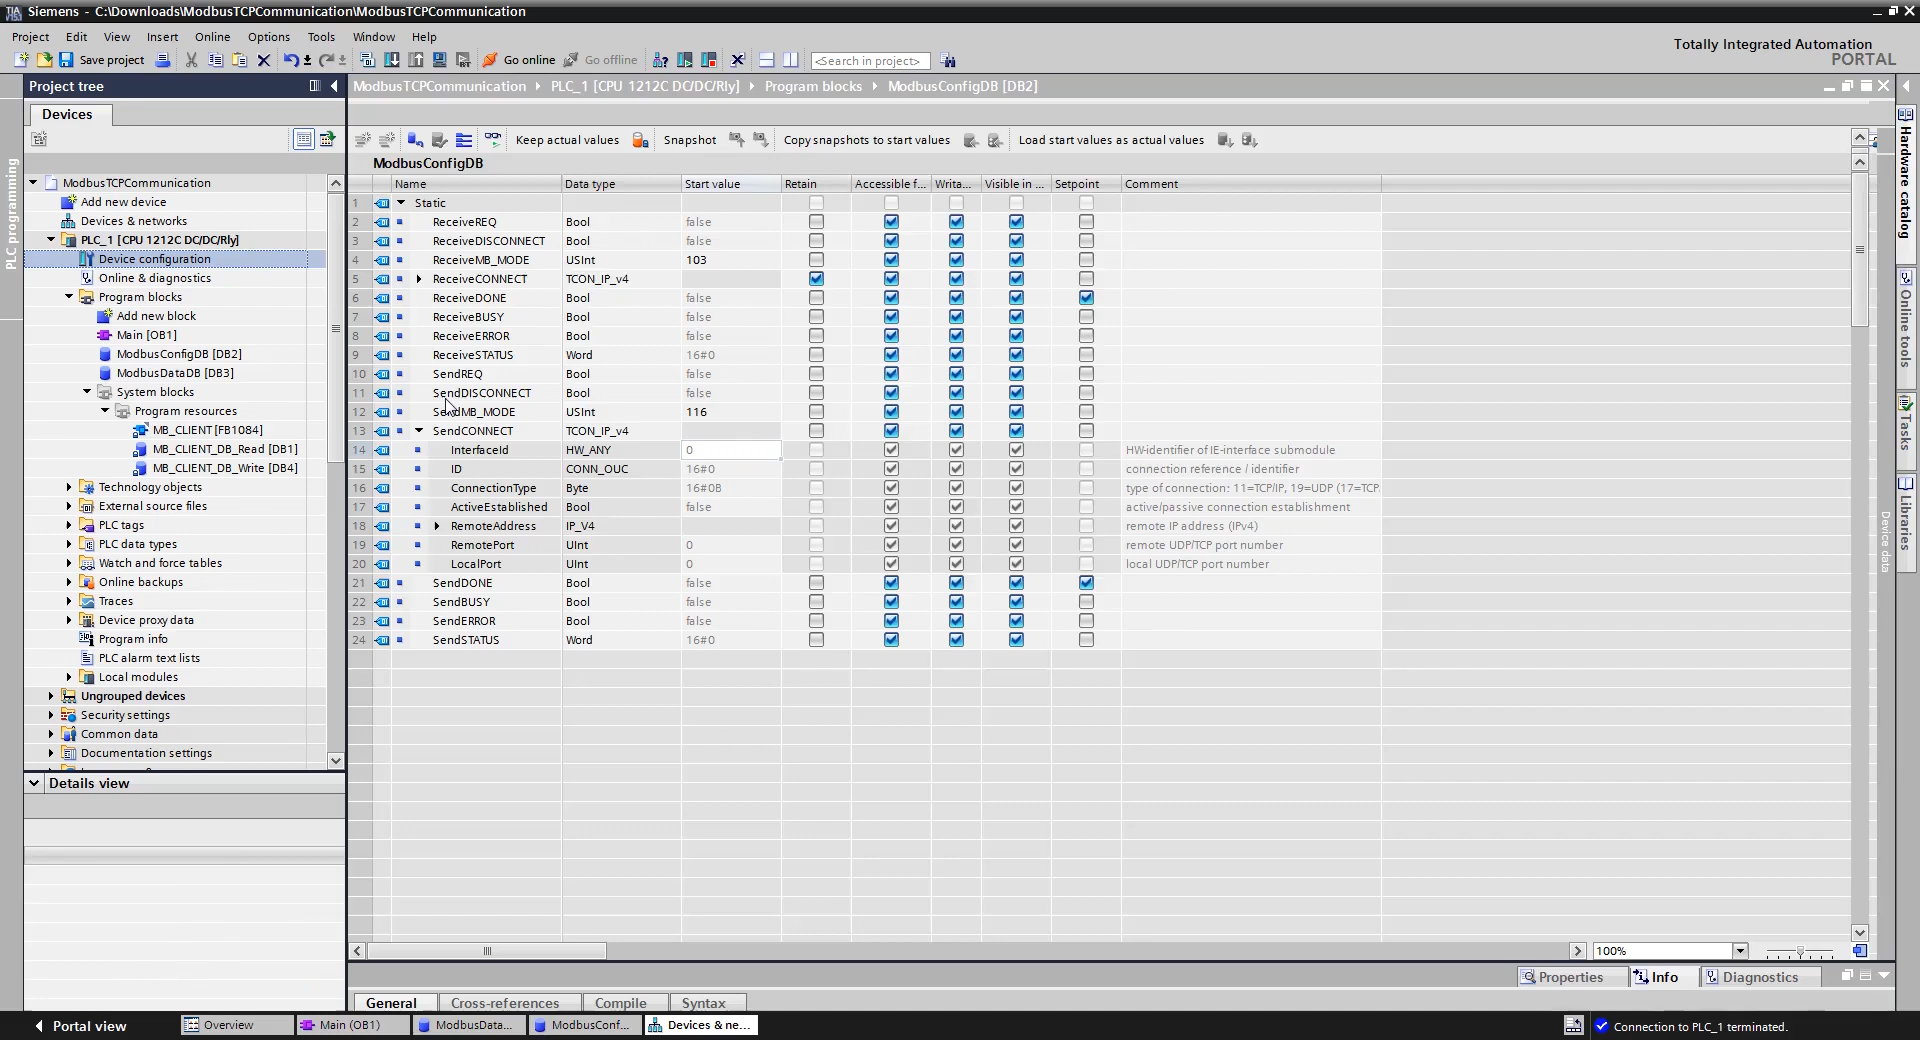 Siemens - C:\Downloads\ModbusTCPCommunication\ModbusTCPCommunication
Project Edit View Insert Online Options Tools Window Help
Totally Integrated Automation
PORTAL
Save project Go online Go offline <Search in project>
Project tree
ModbusTCPCommunication PLC_1 [CPU 1212C DC/DC/Rly] Program blocks ModbusConfigDB [DB2]
Devices
Keep actual values Snapshot Copy snapshots to start values Load start values as actual values
PLC programming
ModbusTCPCommunication
Add new device
Devices & networks
PLC_1 [CPU 1212C DC/DC/Rly]
Device configuration
Online & diagnostics
Program blocks
Add new block
Main [OB1]
ModbusConfigDB [DB2]
ModbusDataDB [DB3]
System blocks
Program resources
MB_CLIENT [FB1084]
MB_CLIENT_DB_Read [DB1]
MB_CLIENT_DB_Write [DB4]
Technology objects
External source files
PLC tags
PLC data types
Watch and force tables
Online backups
Traces
Device proxy data
Program info
PLC alarm text lists
Local modules
Ungrouped devices
Security settings
Common data
Documentation settings
Details view
ModbusConfigDB
Name Data type Start value Retain Accessible f... Writa... Visible in ... Setpoint Comment
1 Static
2 ReceiveREQ Bool false
3 ReceiveDISCONNECT Bool false
4 ReceiveMB_MODE USInt 103
5 ReceiveCONNECT TCON_IP_v4
6 ReceiveDONE Bool false
7 ReceiveBUSY Bool false
8 ReceiveERROR Bool false
9 ReceiveSTATUS Word 16#0
10 SendREQ Bool false
11 SendDISCONNECT Bool false
12 SendMB_MODE USInt 116
13 SendCONNECT TCON_IP_v4
14 InterfaceId HW_ANY 0 HW-identifier of IE-interface submodule
15 ID CONN_OUC 16#0 connection reference / identifier
16 ConnectionType Byte 16#0B type of connection: 11=TCP/IP, 19=UDP (17=TCP
17 ActiveEstablished Bool false active/passive connection establishment
18 RemoteAddress IP_V4 remote IP address (IPv4)
19 RemotePort UInt 0 remote UDP/TCP port number
20 LocalPort UInt 0 local UDP/TCP port number
21 SendDONE Bool false
22 SendBUSY Bool false
23 SendERROR Bool false
24 SendSTATUS Word 16#0
Hardware catalog
Online tools
Tasks
Libraries
Device data
100%
Properties Info Diagnostics
General Cross-references Compile Syntax
Portal view Overview Main (OB1) ModbusData... ModbusConf... Devices & ne... Connection to PLC_1 terminated.